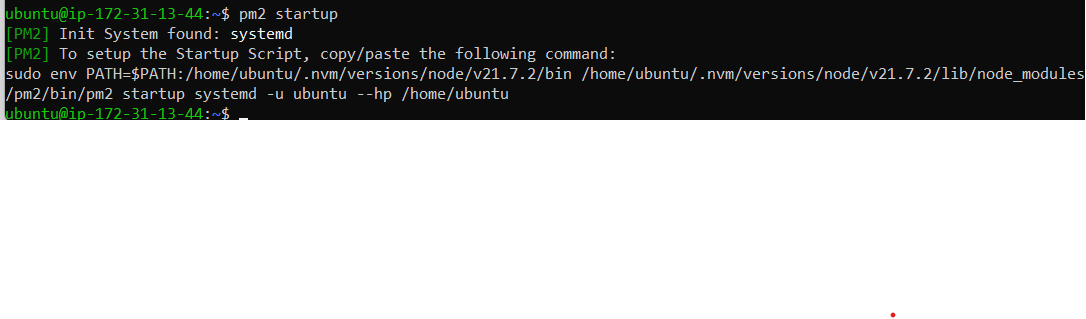 ubuntu@ip-172-31-13-44:~$ pm2 startup
[PM2] Init System found: systemd
[PM2] To setup the Startup Script, copy/paste the following command:
sudo env PATH=$PATH:/home/ubuntu/.nvm/versions/node/v21.7.2/bin /home/ubuntu/.nvm/versions/node/v21.7.2/lib/node_modules
/pm2/bin/pm2 startup systemd -u ubuntu --hp /home/ubuntu
ubuntu@ip-172-31-13-44:~$